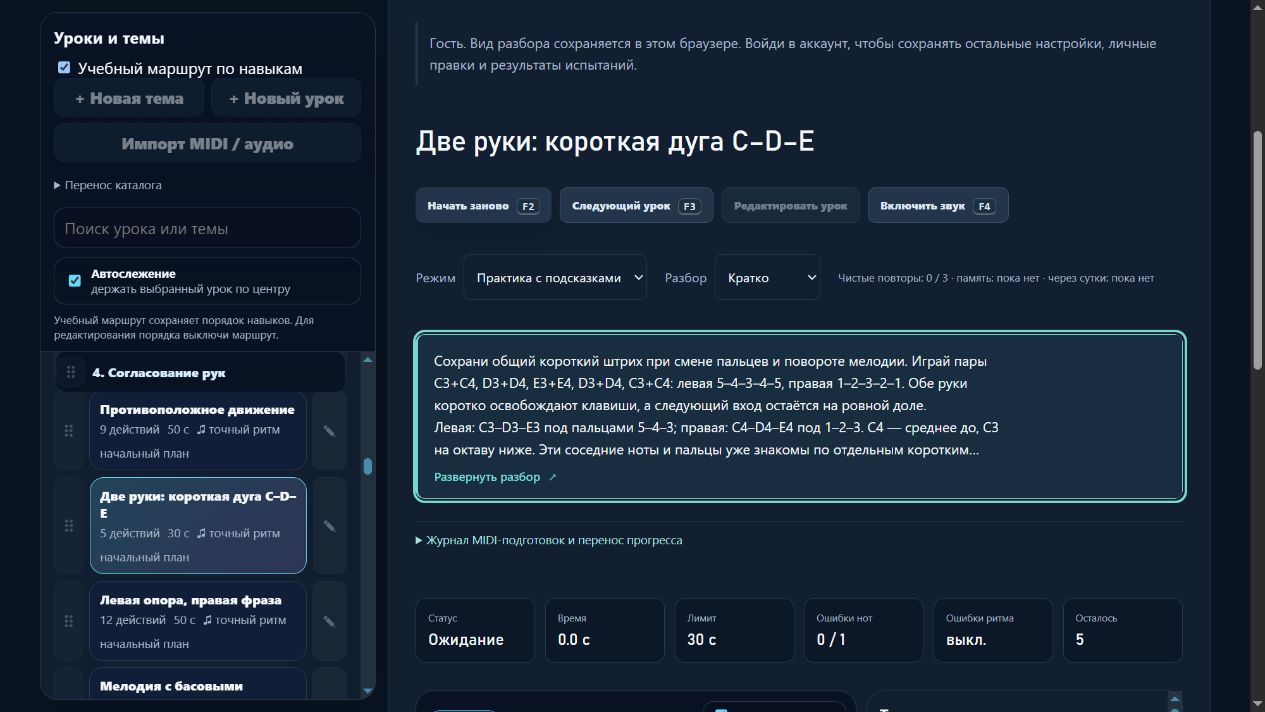 Уроки и темы
Учебный маршрут по навыкам
+ Новая тема
+ Новый урок
Импорт MIDI / аудио
Перенос каталога
Поиск урока или темы
Автослежение
держать выбранный урок по центру
Учебный маршрут сохраняет порядок навыков. Для
редактирования порядка выключи маршрут.
4. Согласование рук
Противоположное движение
9 действий 50 с ♫ точный ритм
начальный план
Две руки: короткая дуга C–D–
E
5 действий 30 с ♫ точный ритм
начальный план
Левая опора, правая фраза
12 действий 50 с ♫ точный ритм
начальный план
Мелодия с басовыми
Гость. Вид разбора сохраняется в этом браузере. Войди в аккаунт, чтобы сохранять остальные настройки, личные
правки и результаты испытаний.
Две руки: короткая дуга C–D–E
Начать заново F2
Следующий урок F3
Редактировать урок
Включить звук F4
Режим
Практика с подсказками
Разбор
Кратко
Чистые повторы: 0 / 3 · память: пока нет · через сутки: пока нет
Сохрани общий короткий штрих при смене пальцев и повороте мелодии. Играй пары
C3+C4, D3+D4, E3+E4, D3+D4, C3+C4: левая 5–4–3–4–5, правая 1–2–3–2–1. Обе руки
коротко освобождают клавиши, а следующий вход остаётся на ровной доле.
Левая: C3–D3–E3 под пальцами 5–4–3; правая: C4–D4–E4 под 1–2–3. C4 — среднее до, C3
на октаву ниже. Эти соседние ноты и пальцы уже знакомы по отдельным коротким...
Развернуть разбор ↗
Журнал MIDI-подготовок и перенос прогресса
Статус
Ожидание
Время
0.0 с
Лимит
30 с
Ошибки нот
0 / 1
Ошибки ритма
выкл.
Осталось
5